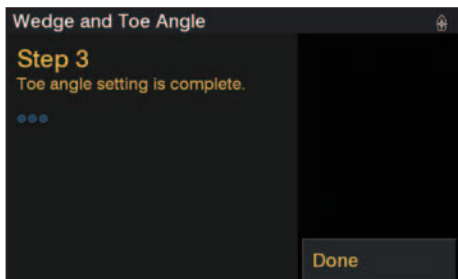 Wedge and Toe Angle
Step 3
Toe angle setting is complete.
Done